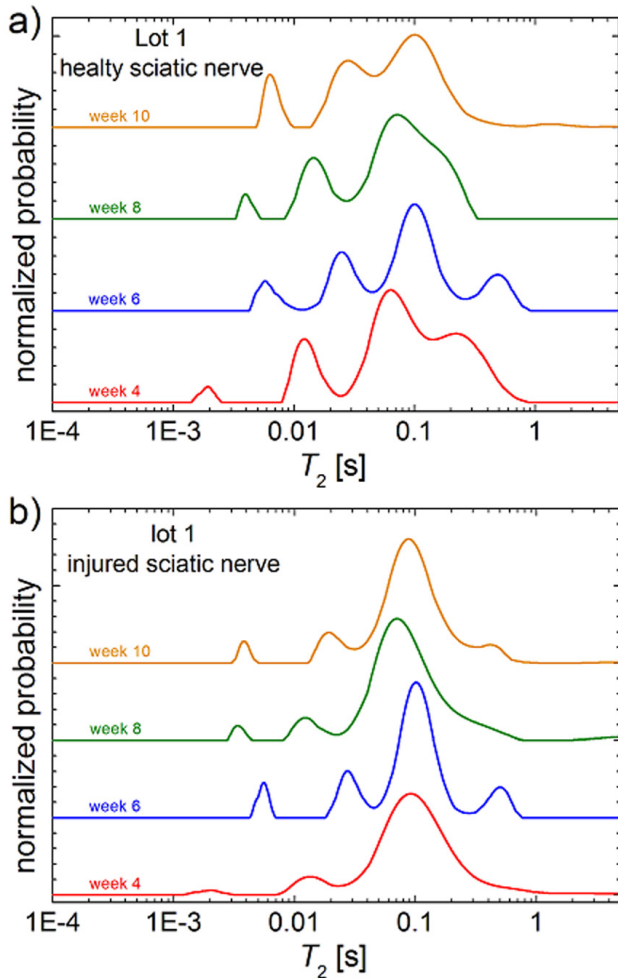 a)
Lot 1
healty sciatic nerve
week 10
week 8
week 6
week 4
normalized probability
1E-4 1E-3 0.01 0.1 1
T2 [s]
b)
lot 1
injured sciatic nerve
week 10
week 8
week 6
week 4
normalized probability
1E-4 1E-3 0.01 0.1 1
T2 [s]